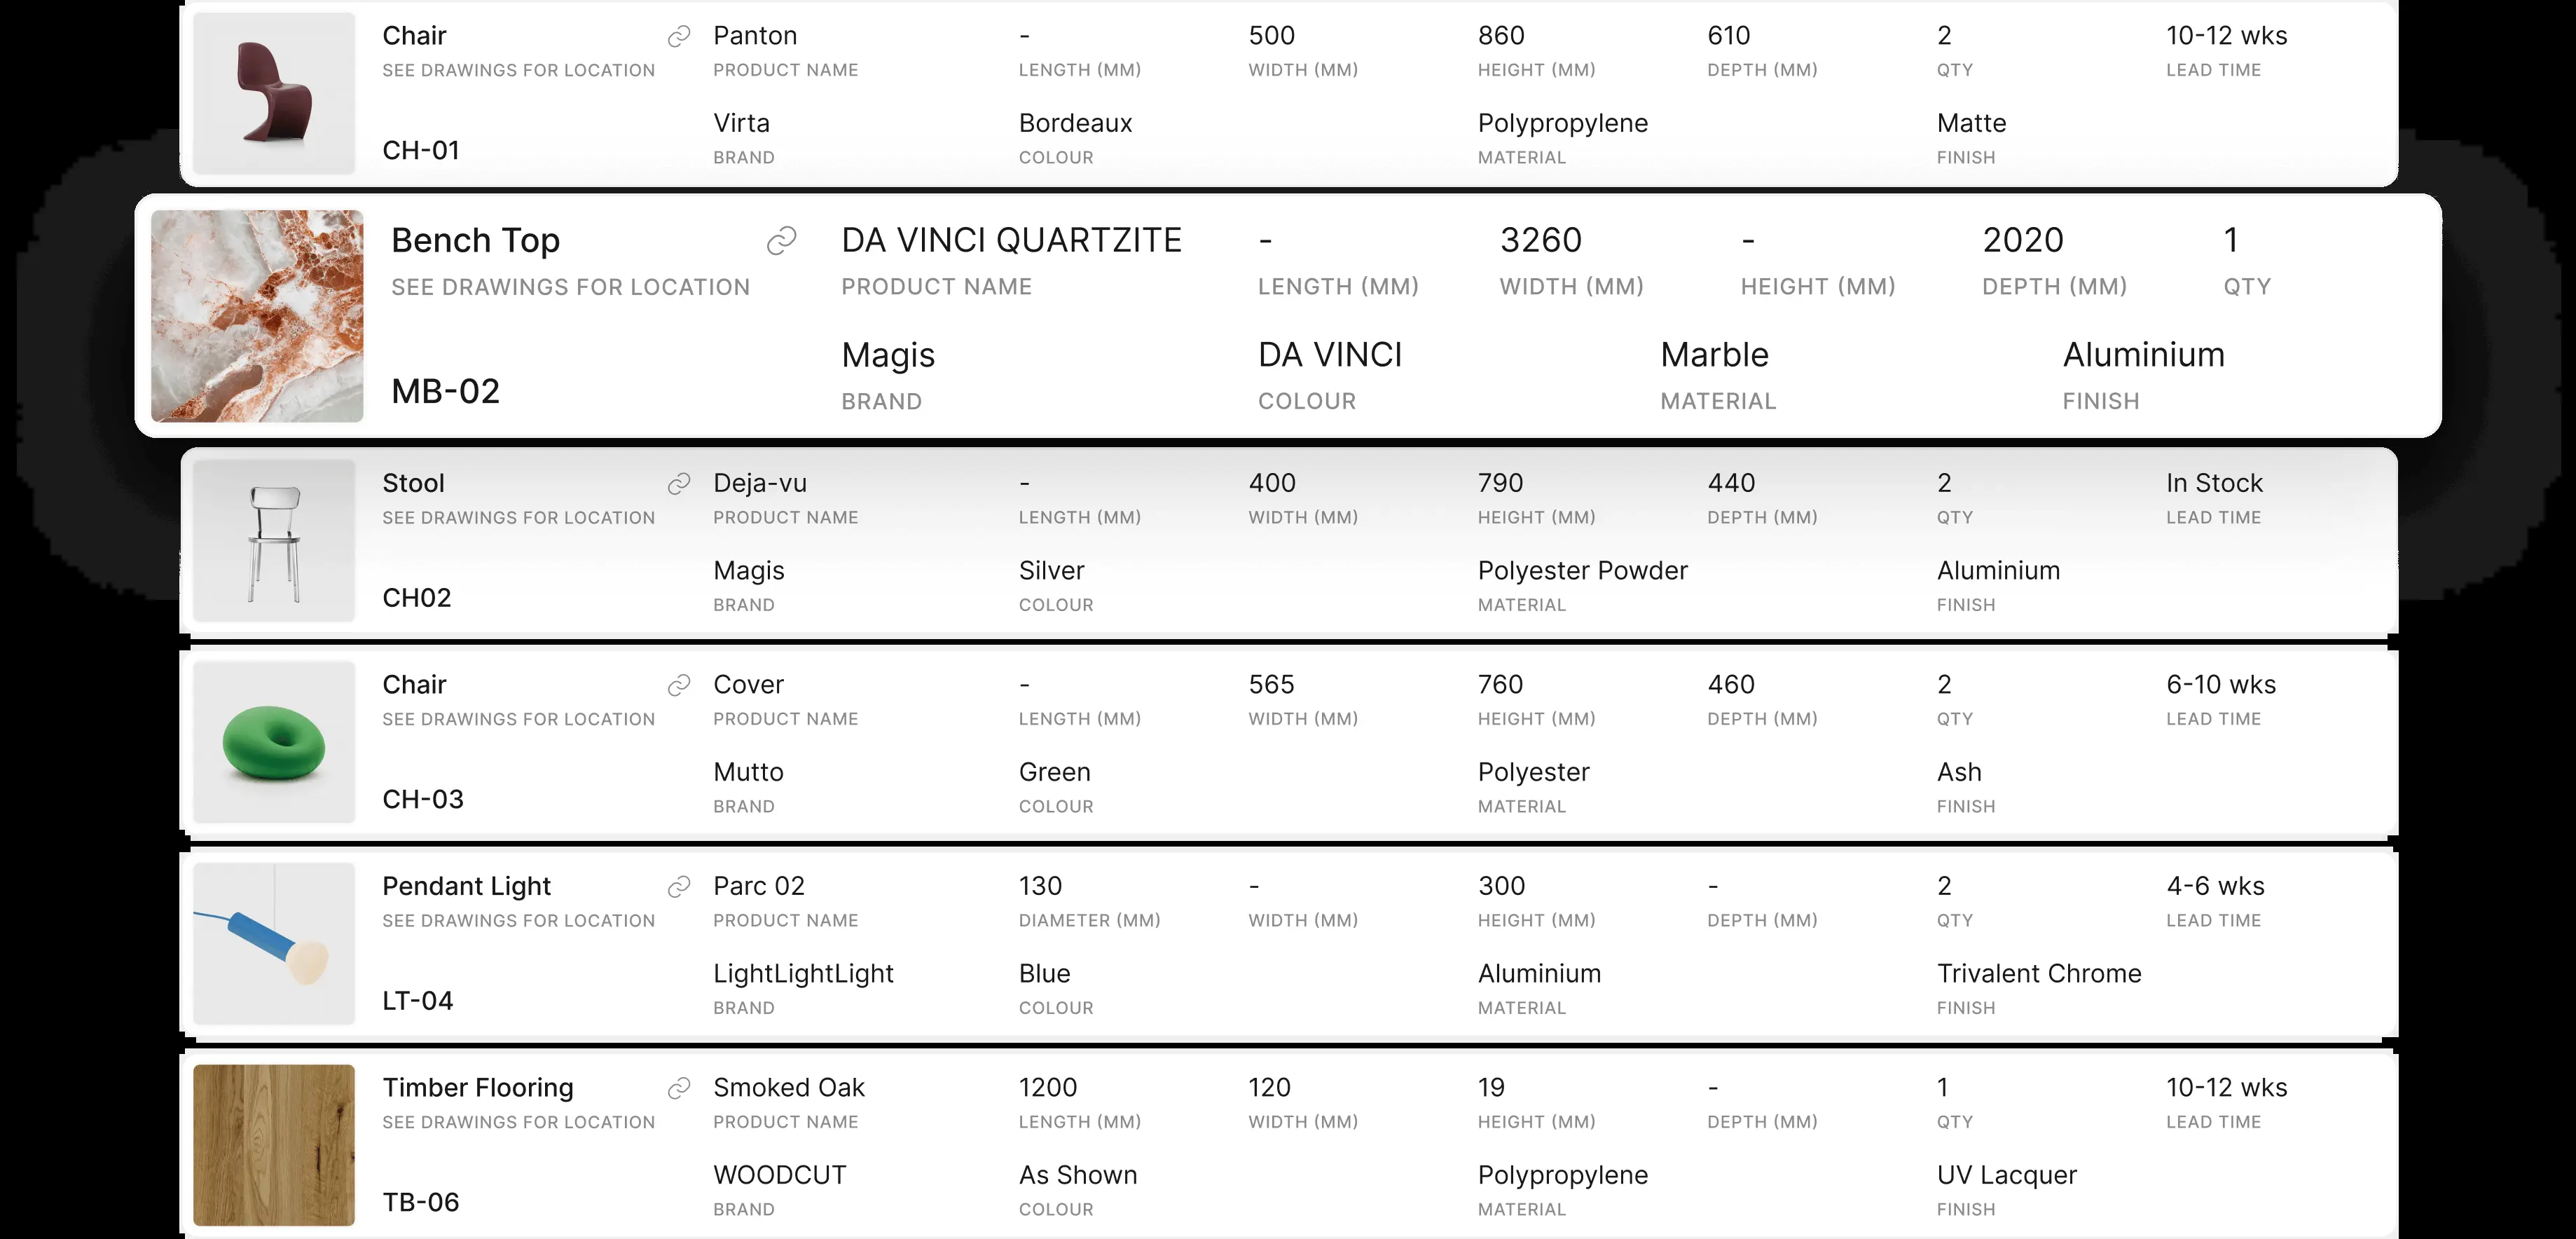 Chair Panton - 500 860 610 2 10-12 wks
SEE DRAWINGS FOR LOCATION PRODUCT NAME LENGTH (MM) WIDTH (MM) HEIGHT (MM) DEPTH (MM) QTY LEAD TIME
Virta Bordeaux Polypropylene Matte
CH-01 BRAND COLOUR MATERIAL FINISH
Bench Top DA VINCI QUARTZITE - 3260 - 2020 1
SEE DRAWINGS FOR LOCATION PRODUCT NAME LENGTH (MM) WIDTH (MM) HEIGHT (MM) DEPTH (MM) QTY
Magis DA VINCI Marble Aluminium
MB-02 BRAND COLOUR MATERIAL FINISH
Stool Deja-vu - 400 790 440 2 In Stock
SEE DRAWINGS FOR LOCATION PRODUCT NAME LENGTH (MM) WIDTH (MM) HEIGHT (MM) DEPTH (MM) QTY LEAD TIME
Magis Silver Polyester Powder Aluminium
CH02 BRAND COLOUR MATERIAL FINISH
Chair Cover - 565 760 460 2 6-10 wks
SEE DRAWINGS FOR LOCATION PRODUCT NAME LENGTH (MM) WIDTH (MM) HEIGHT (MM) DEPTH (MM) QTY LEAD TIME
Mutto Green Polyester Ash
CH-03 BRAND COLOUR MATERIAL FINISH
Pendant Light Parc 02 130 - 300 - 2 4-6 wks
SEE DRAWINGS FOR LOCATION PRODUCT NAME DIAMETER (MM) WIDTH (MM) HEIGHT (MM) DEPTH (MM) QTY LEAD TIME
LightLightLight Blue Aluminium Trivalent Chrome
LT-04 BRAND COLOUR MATERIAL FINISH
Timber Flooring Smoked Oak 1200 120 19 - 1 10-12 wks
SEE DRAWINGS FOR LOCATION PRODUCT NAME LENGTH (MM) WIDTH (MM) HEIGHT (MM) DEPTH (MM) QTY LEAD TIME
WOODCUT As Shown Polypropylene UV Lacquer
TB-06 BRAND COLOUR MATERIAL FINISH